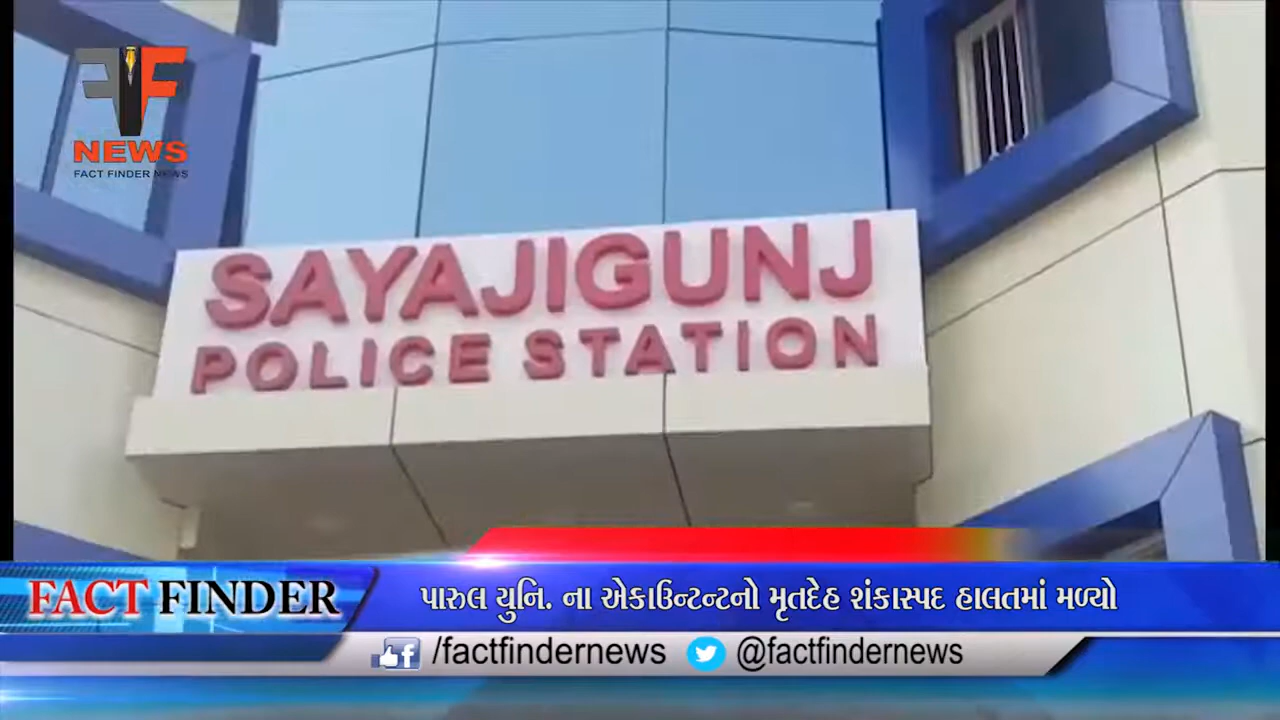 FF
NEWS
FACT FINDER NEWS
SAYAJIGUNJ
POLICE STATION
FACT FINDER
પારુલ યુનિ. ના એકાઉન્ટન્ટનો મૃતદેહ શંકાસ્પદ હાલતમાં મળ્યો
f /factfindernews @factfindernews